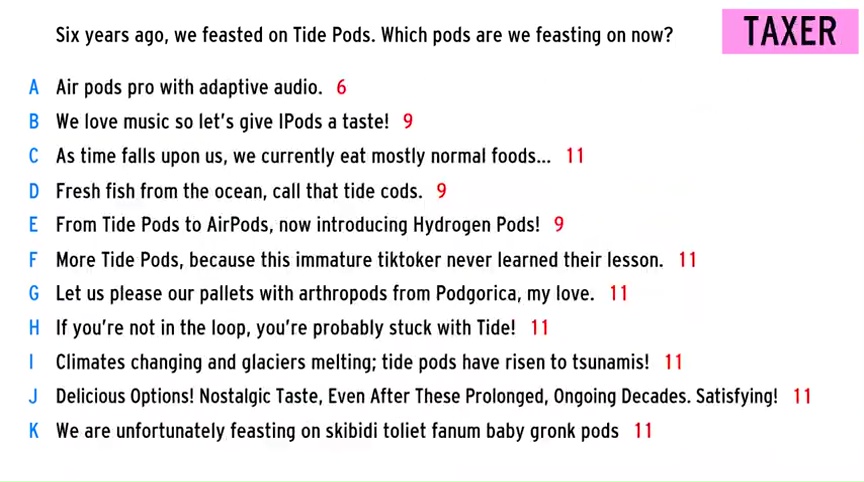 Six years ago, we feasted on Tide Pods. Which pods are we feasting on now?
TAXER
A Air pods pro with adaptive audio. 6
B We love music so let's give IPods a taste! 9
C As time falls upon us, we currently eat mostly normal foods... 11
D Fresh fish from the ocean, call that tide cods. 9
E From Tide Pods to AirPods, now introducing Hydrogen Pods! 9
F More Tide Pods, because this immature tiktoker never learned their lesson. 11
G Let us please our pallets with arthropods from Podgorica, my love. 11
H If you're not in the loop, you're probably stuck with Tide! 11
I Climates changing and glaciers melting; tide pods have risen to tsunamis! 11
J Delicious Options! Nostalgic Taste, Even After These Prolonged, Ongoing Decades. Satisfying! 11
K We are unfortunately feasting on skibidi toliet fanum baby gronk pods 11